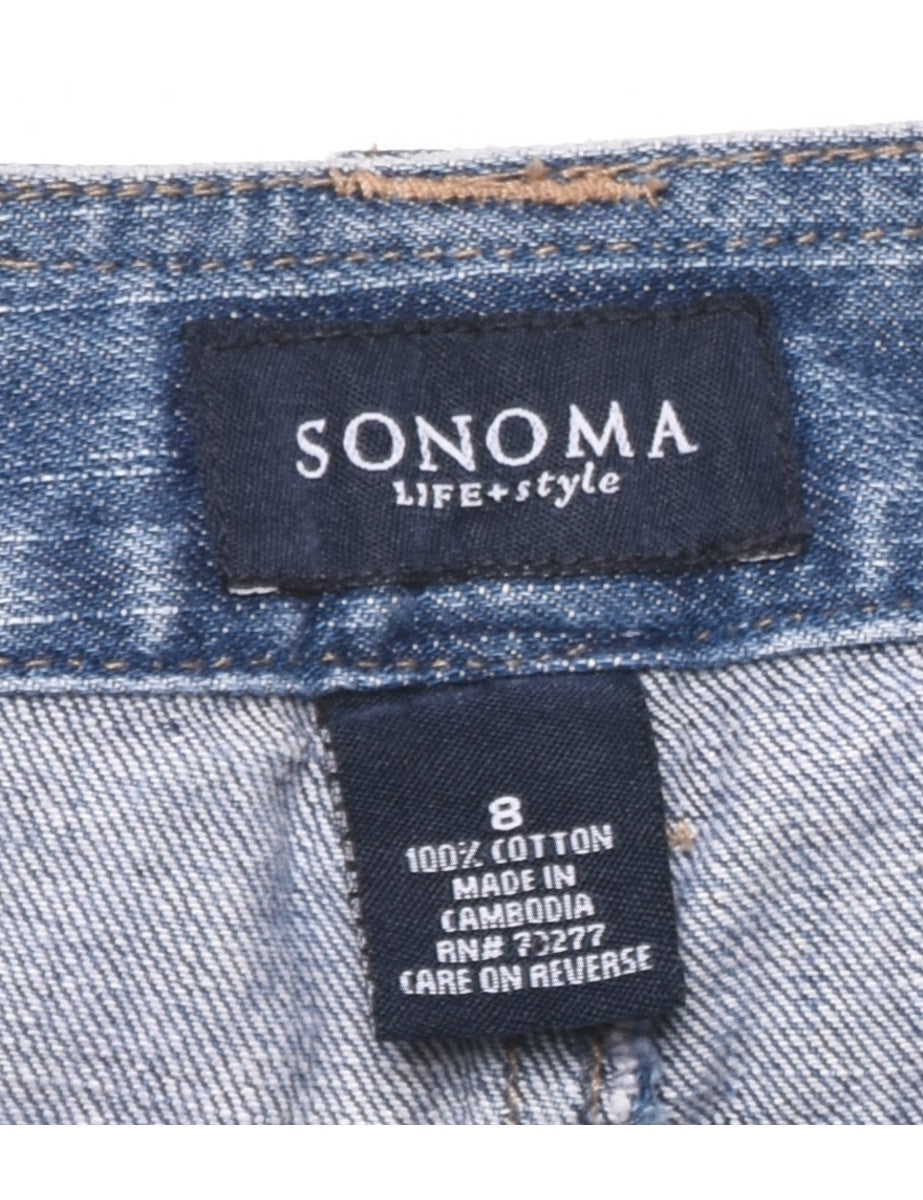 SONOMA
LIFE+style
8
100% COTTON
MADE IN
CAMBODIA
RN# 73277
CARE ON REVERSE